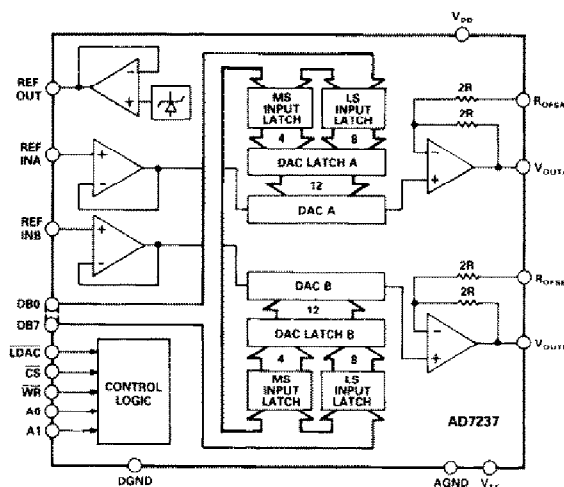 V_DD
REF
OUT
MS
INPUT
LATCH
LS
INPUT
LATCH
2R
R_OFSA
4
8
2R
REF
INA
DAC LATCH A
12
V_OUTA
DAC A
REF
INB
DAC B
2R
12
2R
DB0
DAC LATCH B
DB7
4
8
LDAC
CS
CONTROL
LOGIC
MS
INPUT
LATCH
LS
INPUT
LATCH
WR
A0
A1
AD7237
DGND
AGND